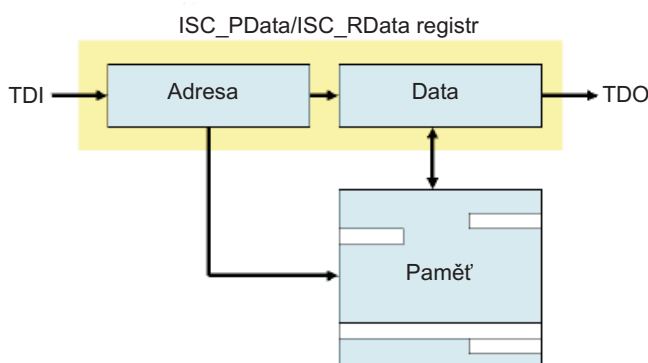 ISC_PData/ISC_RData registr
TDI
Adresa
Data
TDO
Paměť